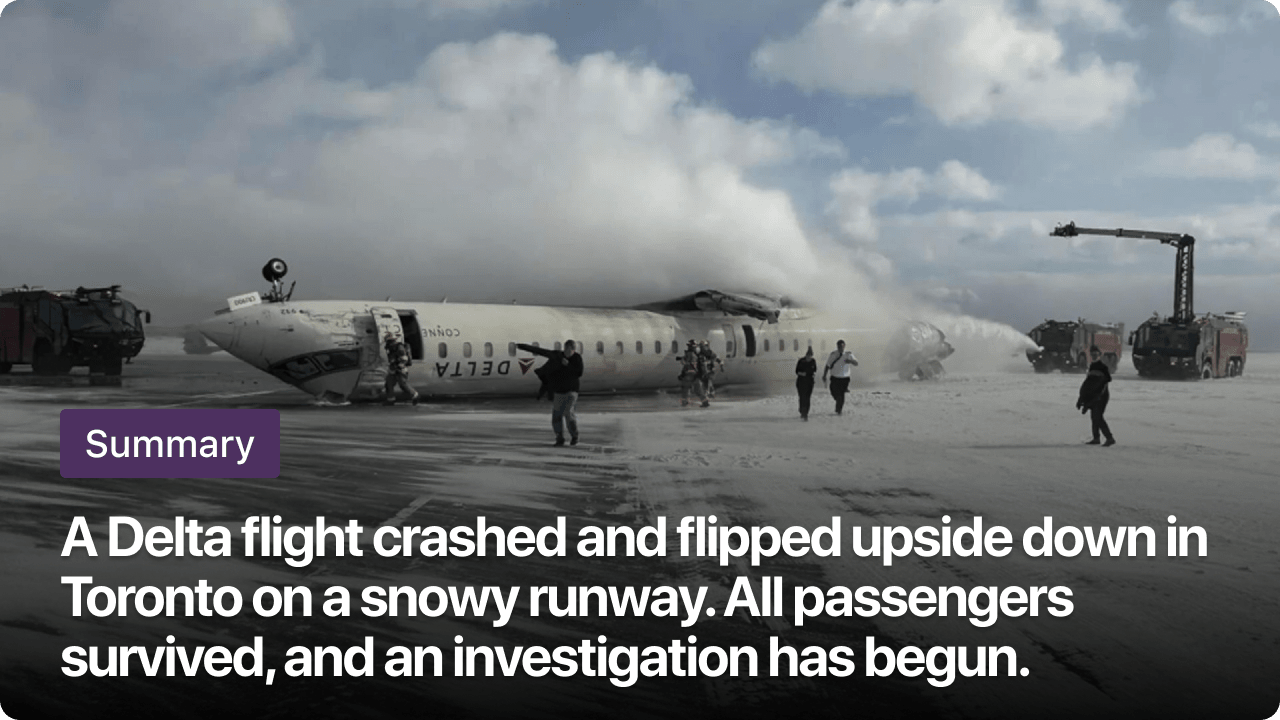 CONNE
DELTA
Summary
A Delta flight crashed and flipped upside down in
Toronto on a snowy runway. All passengers
survived, and an investigation has begun.